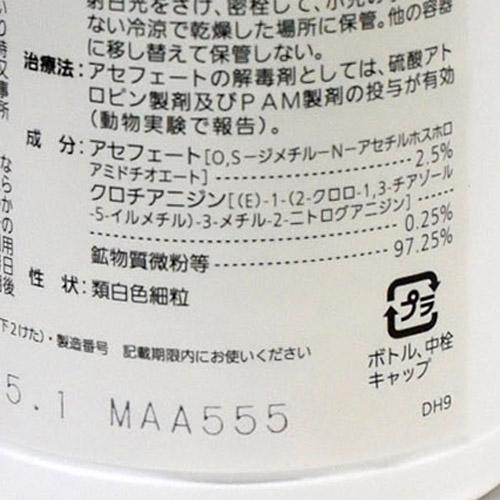 射日光をさけ、密栓して、小児の
ない冷涼で乾燥した場所に保管。他の容器
に移し替えて保管しない。
治療法：アセフェートの解毒剤としては、硫酸アト
ロピン製剤及びPAM製剤の投与が有効
（動物実験で報告）。
成 分：アセフェート[O,S－ジメチル－N－アセチルホスホロ
アミドチオエート]……………………2.5%
クロチアニジン[(E)-1-(2-クロロ-1,3-チアゾール
-5-イルメチル)-3-メチル-2-ニトログアニジン]………
0.25%
鉱物質微粉等……………………97.25%
性 状：類白色細粒
下2けた）・製造番号 記載期限内にお使いください
5.1 MAA555
プラ
ボトル、中栓
キャップ
DH9